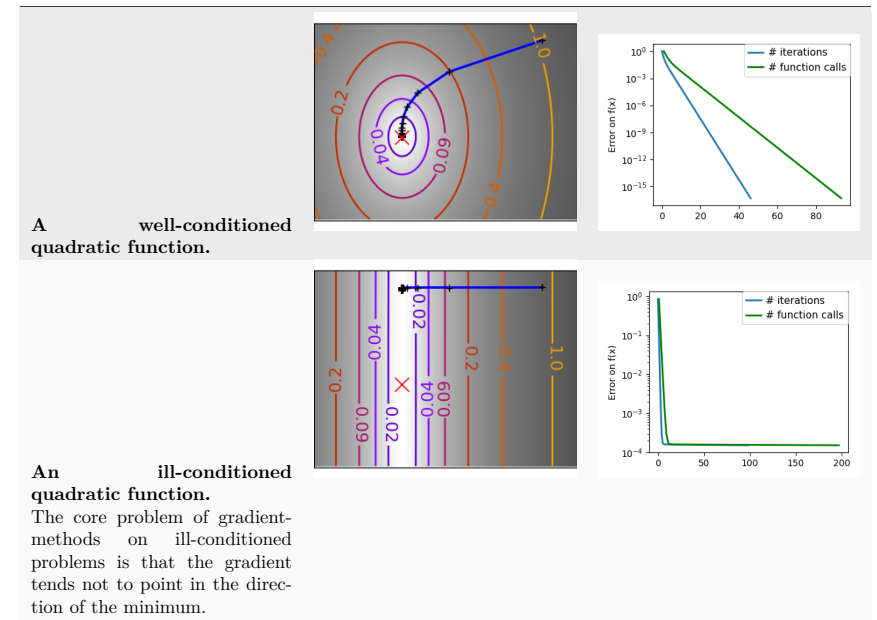 0.4
1.0
0.2
0.04
0.09
0.4
# iterations
# function calls
Error on f(x)
10⁰
10⁻³
10⁻⁶
10⁻⁹
10⁻¹²
10⁻¹⁵
0 20 40 60 80
A well-conditioned
quadratic function.
0.02
0.04
0.2
0.2
0.4
1.0
0.09
0.02
0.04
0.09
# iterations
# function calls
Error on f(x)
10⁰
10⁻¹
10⁻²
10⁻³
10⁻⁴
0 50 100 150 200
An ill-conditioned
quadratic function.
The core problem of gradient-
methods on ill-conditioned
problems is that the gradient
tends not to point in the direc-
tion of the minimum.